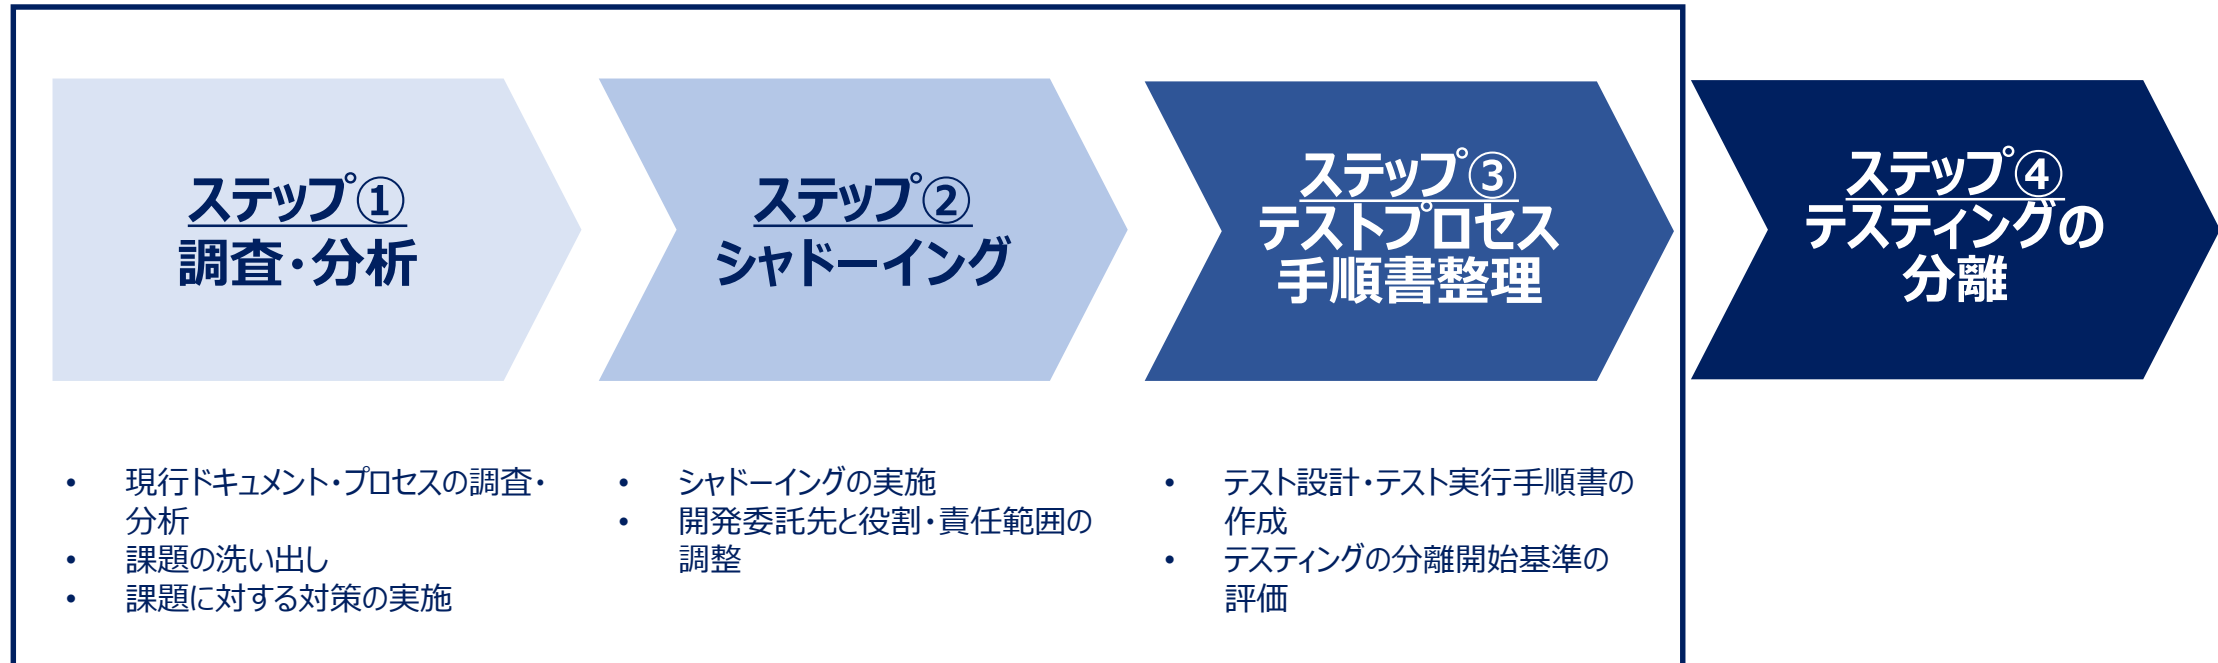 ステップ①
調査・分析
ステップ②
シャドーイング
ステップ③
テストプロセス
手順書整理
ステップ④
テスティングの
分離
• 現行ドキュメント・プロセスの調査・
分析
• 課題の洗い出し
• 課題に対する対策の実施
• シャドーイングの実施
• 開発委託先と役割・責任範囲の
調整
• テスト設計・テスト実行手順書の
作成
• テスティングの分離開始基準の
評価